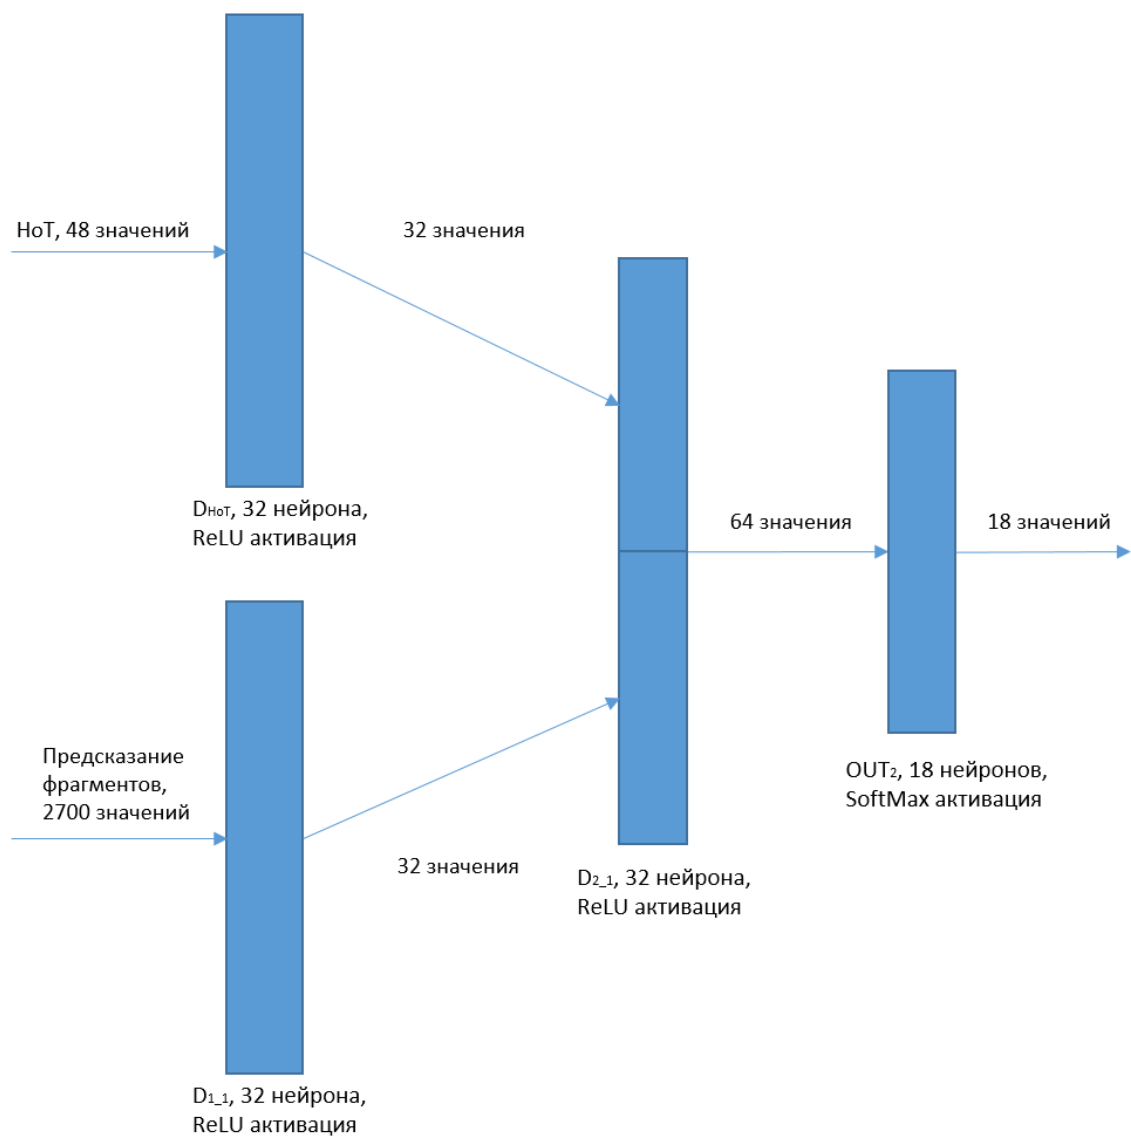 HoT, 48 значений
32 значения
DHoT, 32 нейрона,
ReLU активация
64 значения
18 значений
Предсказание
фрагментов,
2700 значений
OUT2, 18 нейронов,
SoftMax активация
32 значения
D2_1, 32 нейрона,
ReLU активация
D1_1, 32 нейрона,
ReLU активация